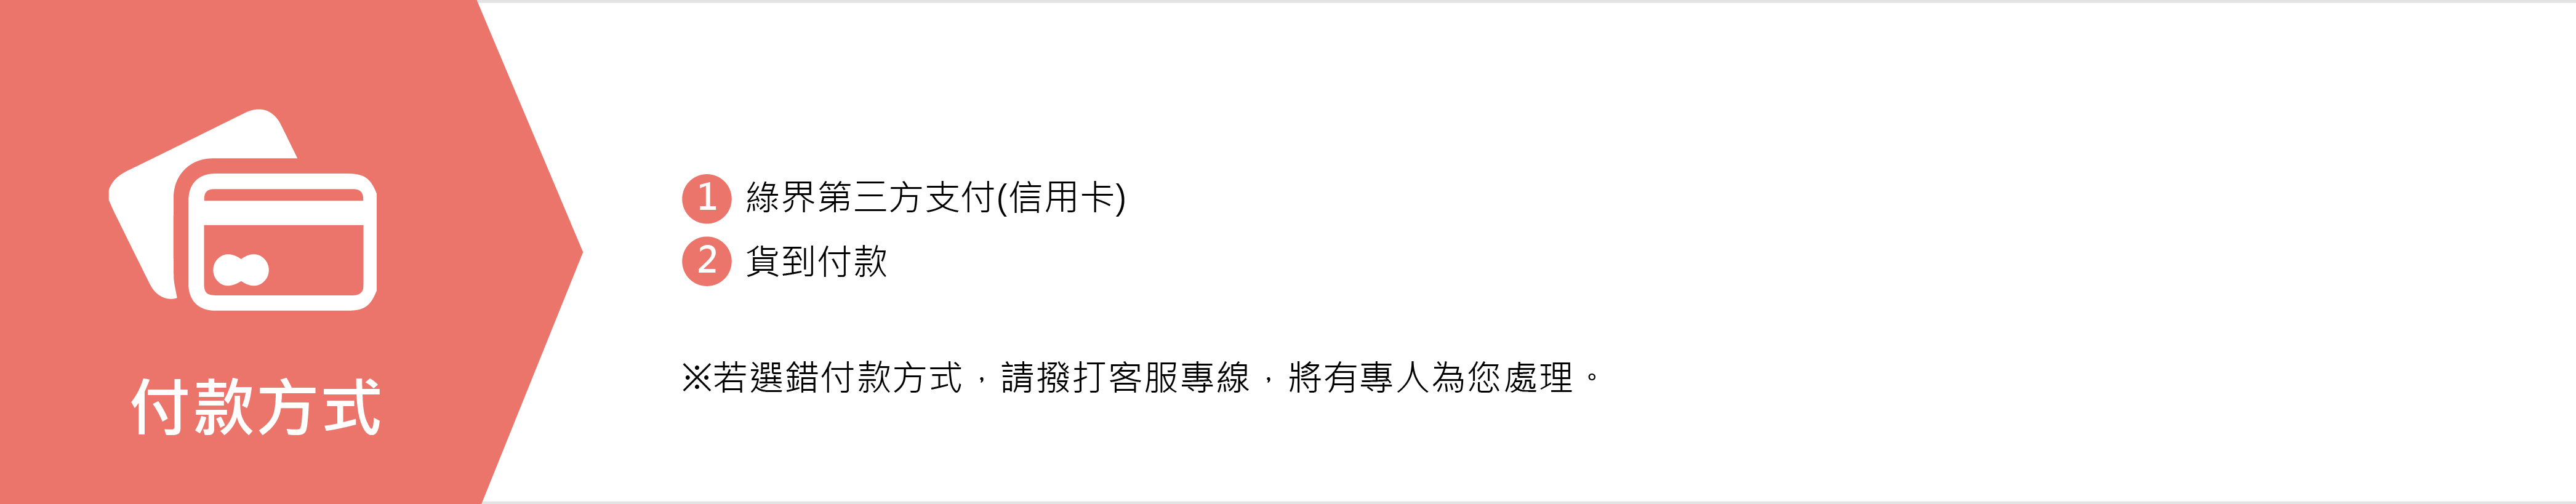 付款方式
1 綠界第三方支付(信用卡)
2 貨到付款
※若選錯付款方式，請撥打客服專線，將有專人為您處理。